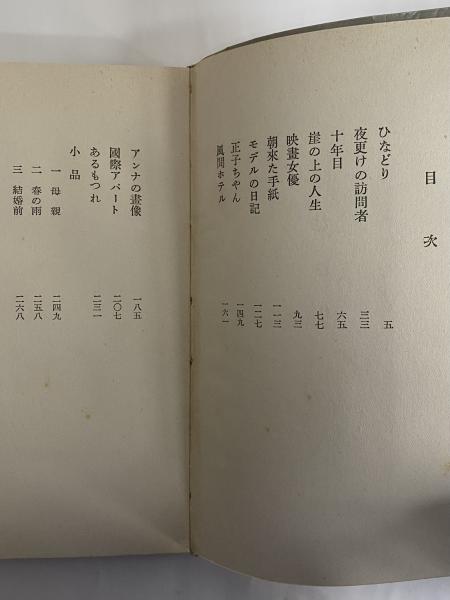 目次
ひなどり 五
夜更けの訪問者 三三
十年目 六五
崖の上の人生 七七
映畫女優 九三
朝來た手紙 一一三
モデルの日記 一二七
正子ちやん 一四九
風間ホテル 一六一
アンナの畫像 一八五
國際アパート 二〇七
あるもつれ 二三一
小品
一 母親 二四九
二 春の雨 二五八
三 結婚前 二六八